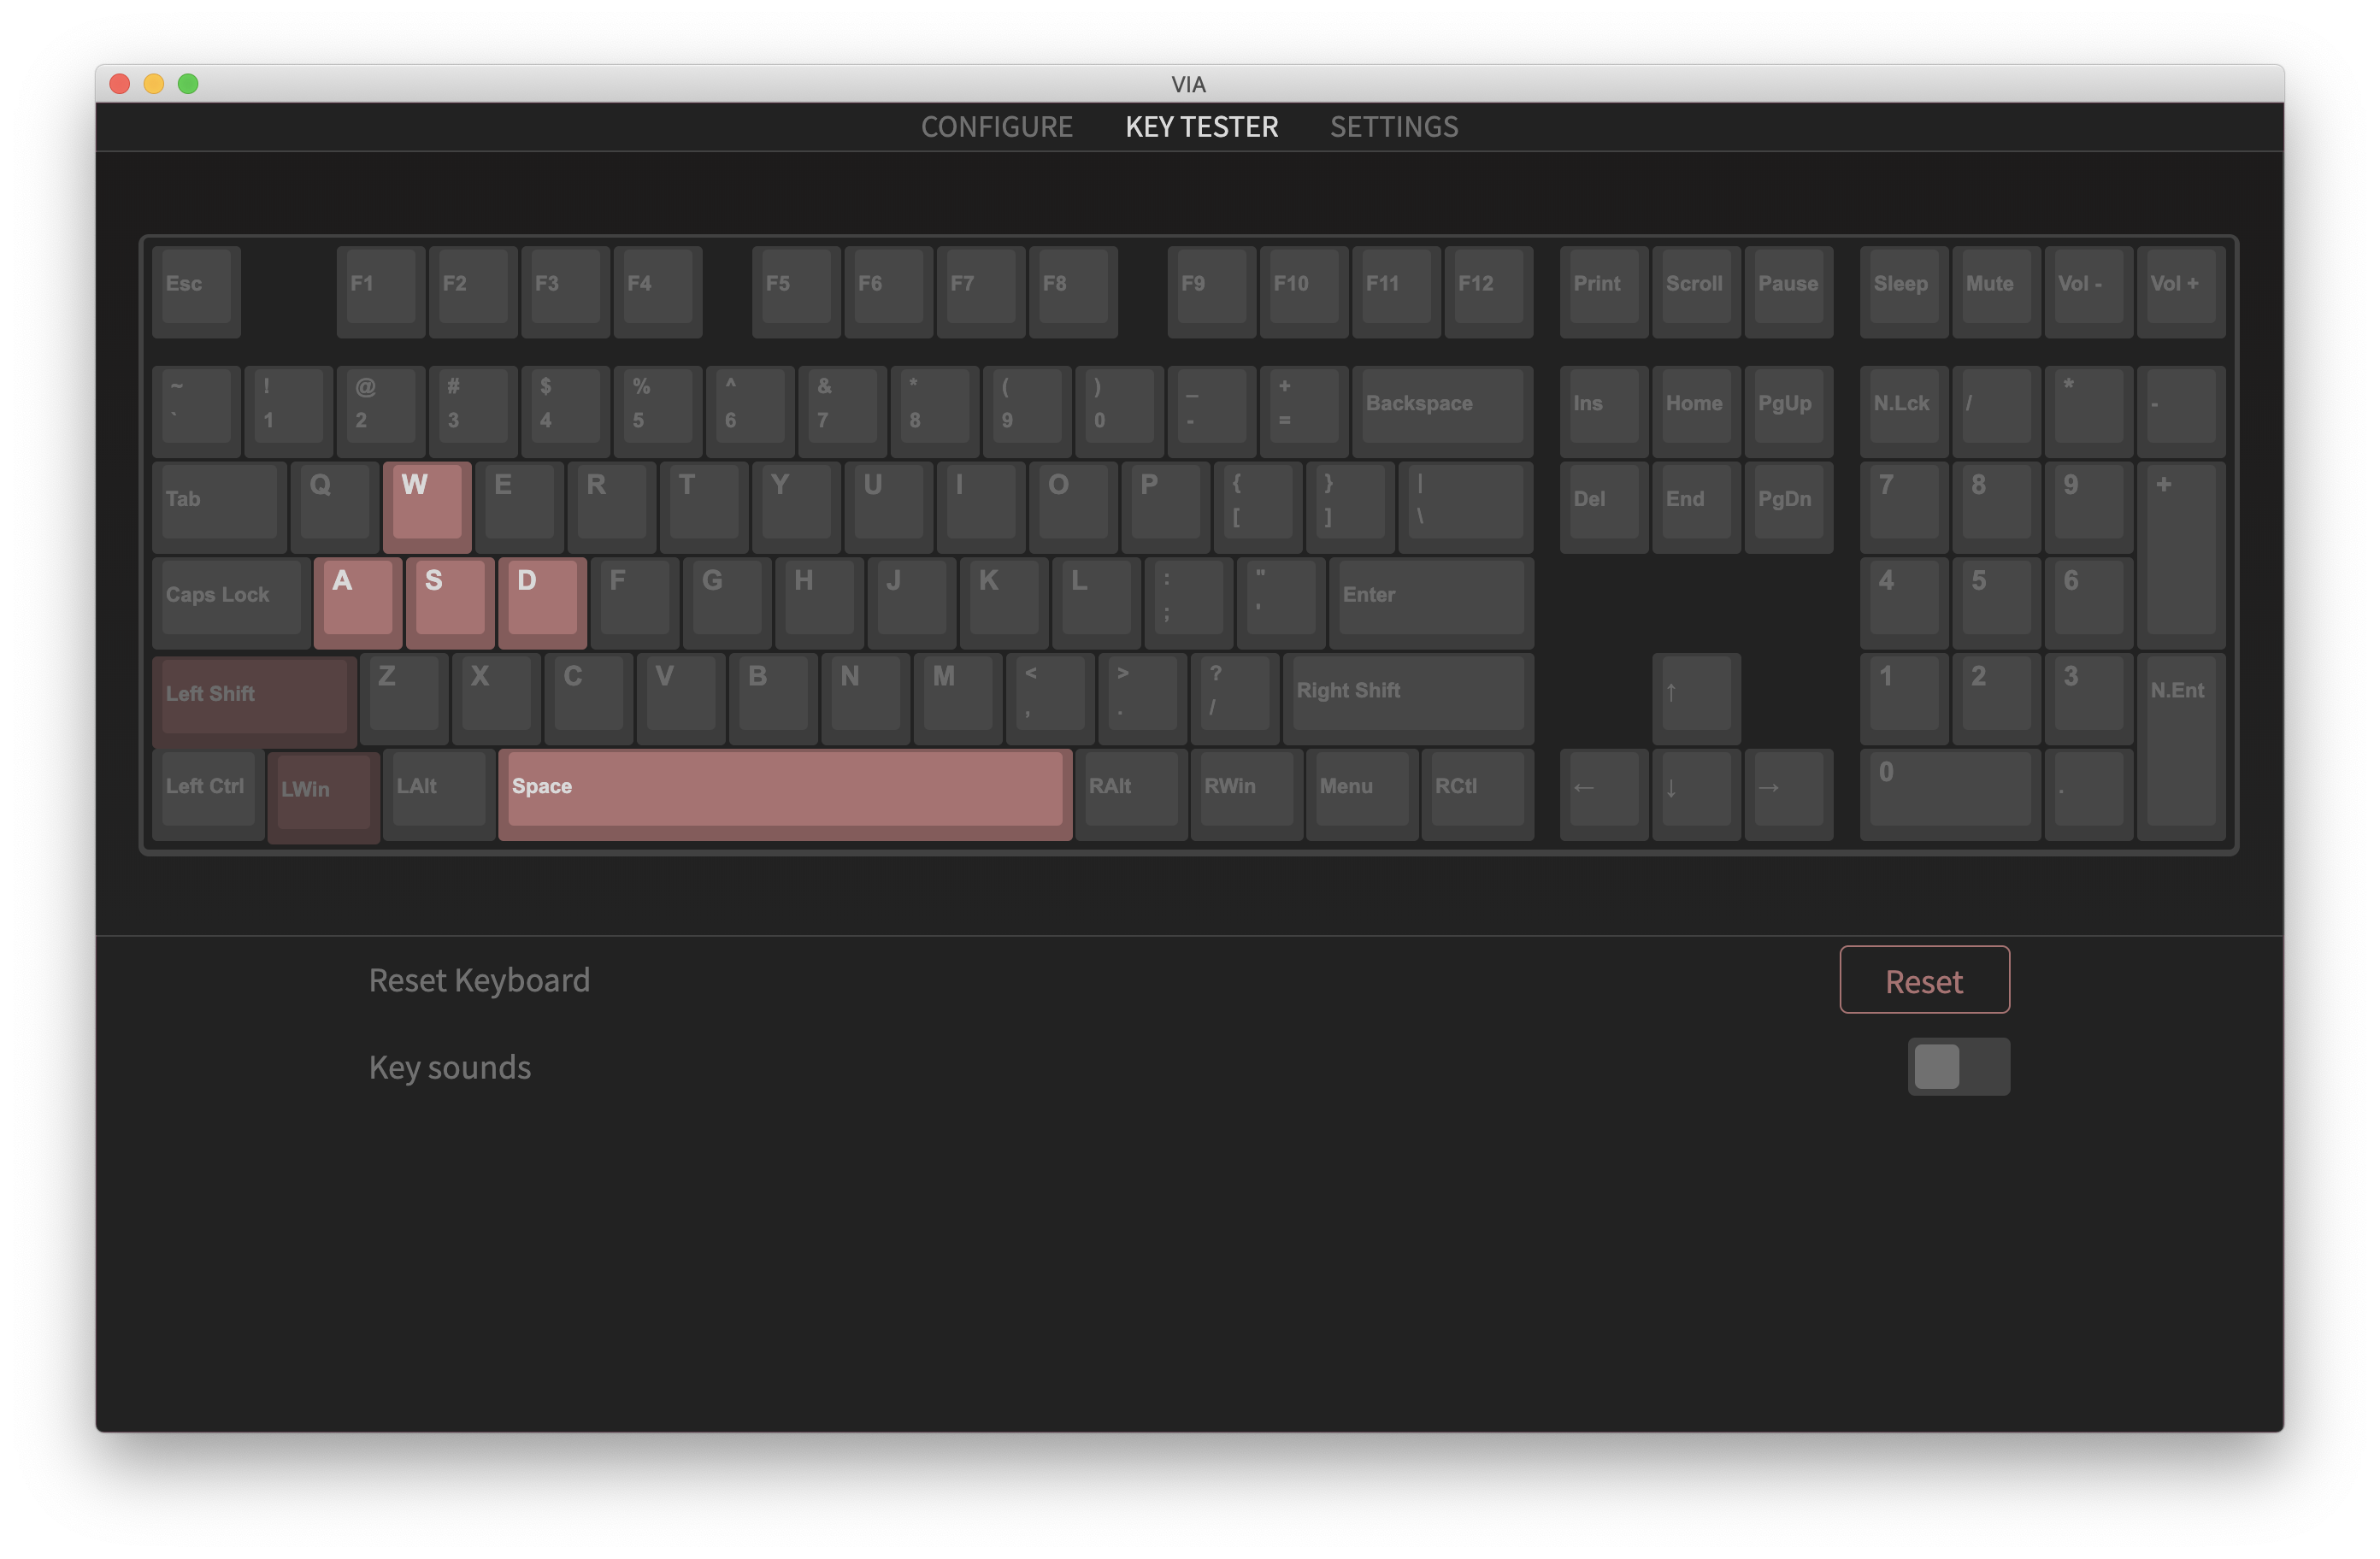 VIA
CONFIGURE KEY TESTER SETTINGS
Esc F1 F2 F3 F4 F5 F6 F7 F8 F9 F10 F11 F12 Print Scroll Pause Sleep Mute Vol - Vol +
~ ! @ # $ % ^ & * ( ) _ +
` 1 2 3 4 5 6 7 8 9 0 - = Backspace Ins Home PgUp N.Lck / * -
Tab Q W E R T Y U I O P { } | Del End PgDn 7 8 9 +
[ ] \
Caps Lock A S D F G H J K L : " Enter 4 5 6
; '
Left Shift Z X C V B N M < > ? Right Shift ↑ 1 2 3 N.Ent
, . /
Left Ctrl LWin LAlt Space RAlt RWin Menu RCtl ← ↓ → 0 .
Reset Keyboard Reset
Key sounds